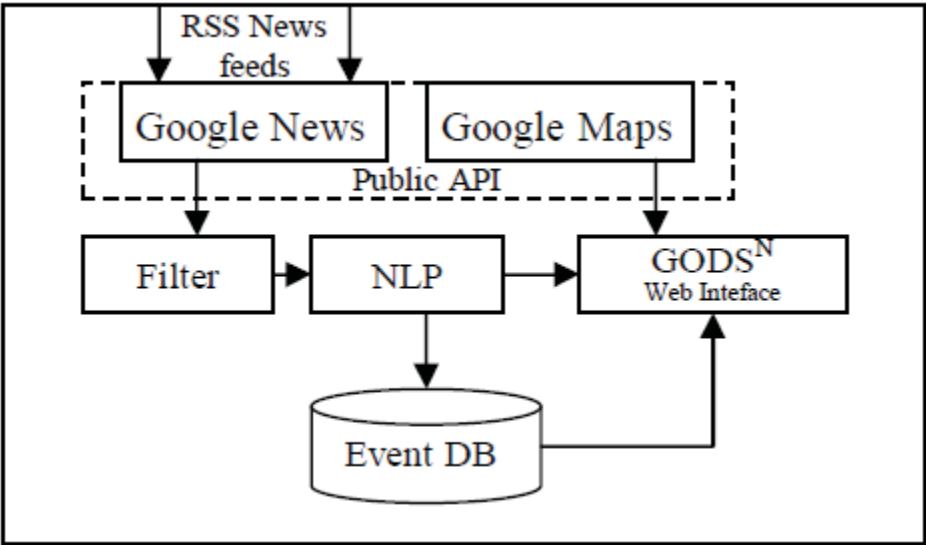 RSS News
feeds
Google News
Google Maps
Public API
Filter
NLP
GODS^N
Web Inteface
Event DB